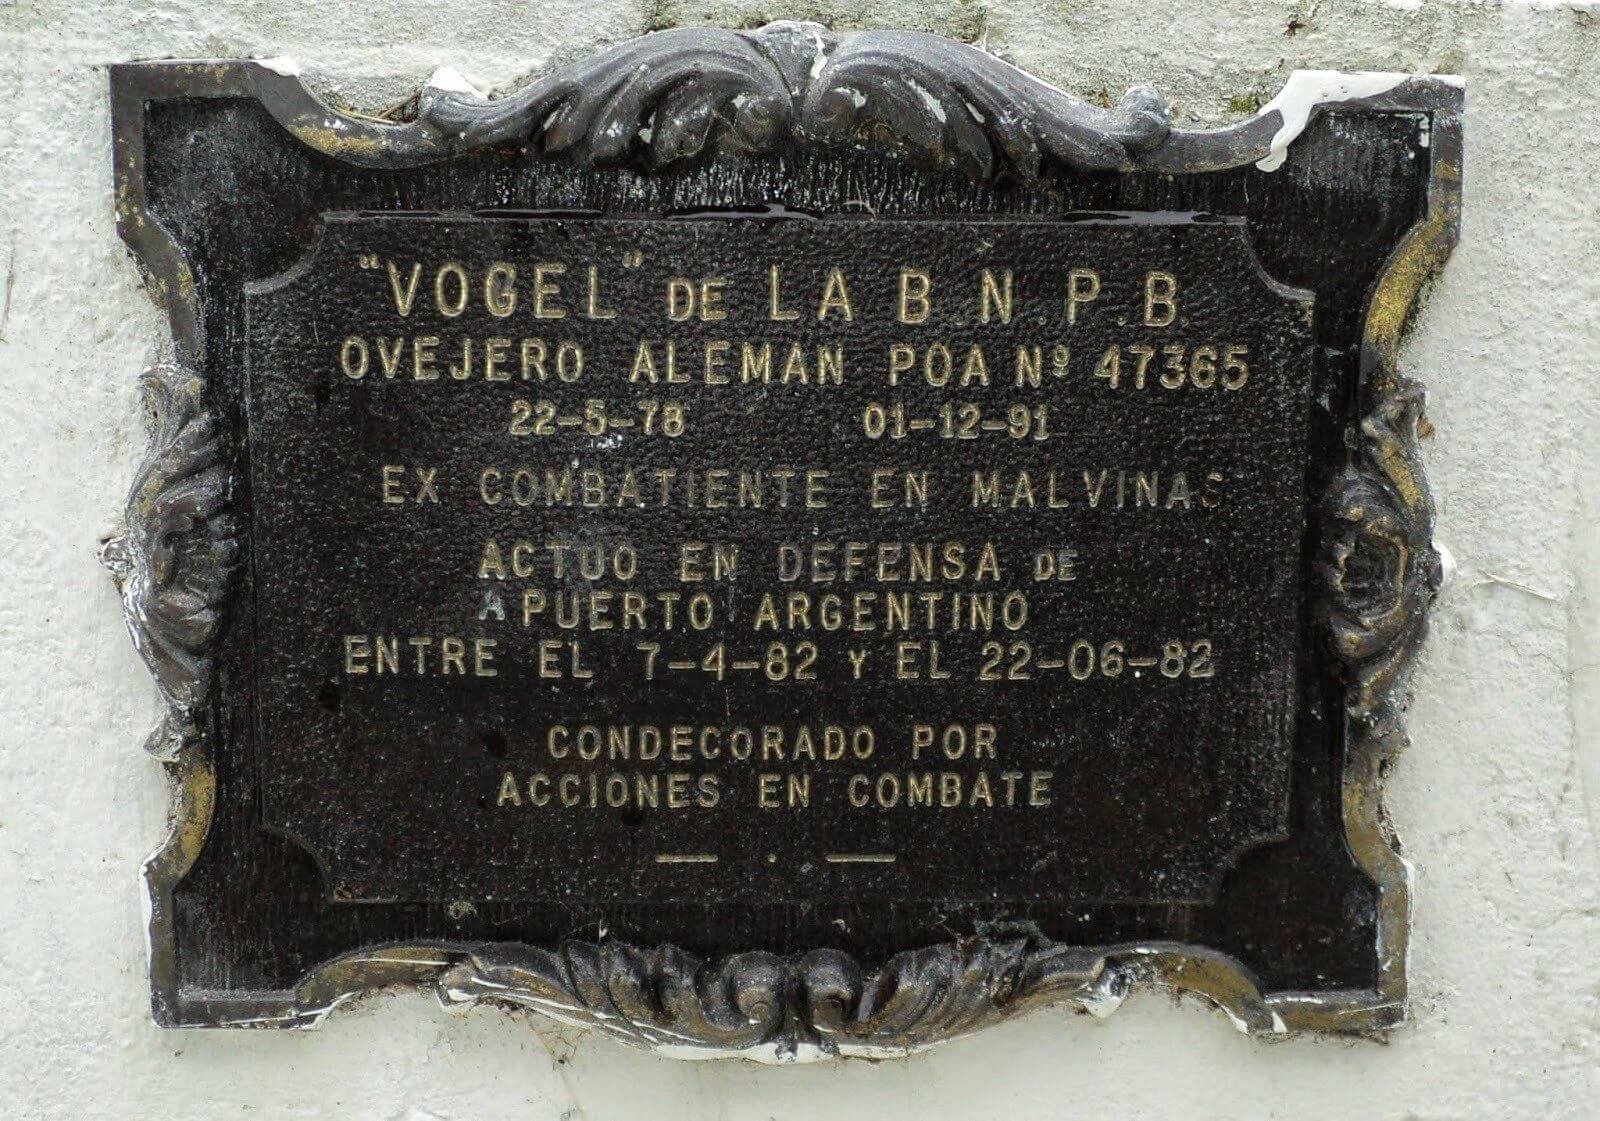 "VOGEL" DE LA B.N.P.B.
OVEJERO ALEMAN POA Nº 47365
22-5-78 01-12-91
EX COMBATIENTE EN MALVINAS
ACTUO EN DEFENSA DE
A PUERTO ARGENTINO
ENTRE EL 7-4-82 Y EL 22-06-82
CONDECORADO POR
ACCIONES EN COMBATE